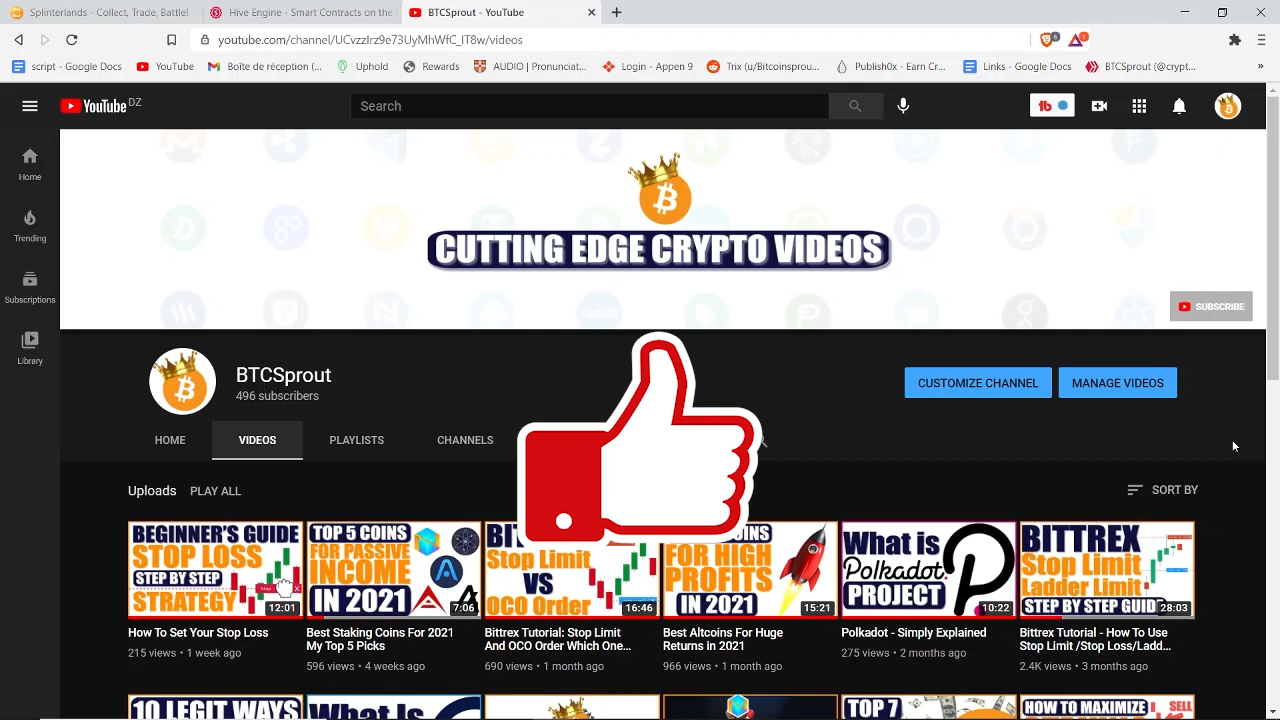 Splinterlands - Collect, Trade, Battle!
Hive Engine - Smart Contracts on the
BTCSprout - YouTube
youtube.com/channel/UCvzzIrz9e73UyMhWfC_IT8w/videos
script - Google Docs
YouTube
Boîte de réception (...
Uphold
Rewards
AUDIO | Pronunciat...
Login - Appen 9
Trix (u/Bitcoinsprou...
Publish0x - Earn Cr...
Links - Google Docs
BTCSprout (@crypt...
»
YouTube DZ
Search
tb
CUTTING EDGE CRYPTO VIDEOS
SUBSCRIBE
Home
Trending
Subscriptions
Library
BTCSprout
496 subscribers
CUSTOMIZE CHANNEL
MANAGE VIDEOS
HOME
VIDEOS
PLAYLISTS
CHANNELS
Uploads
PLAY ALL
SORT BY
BEGINNER'S GUIDE
STOP LOSS
STEP BY STEP
STRATEGY
12:01
How To Set Your Stop Loss
215 views • 1 week ago
TOP 5 COINS
FOR PASSIVE
INCOME
IN 2021
7:06
Best Staking Coins For 2021
My Top 5 Picks
596 views • 4 weeks ago
Stop Limit
VS
OCO Order
16:46
Bittrex Tutorial: Stop Limit
And OCO Order Which One...
690 views • 1 month ago
FOR HIGH
PROFITS
IN 2021
15:21
Best Altcoins For Huge
Returns in 2021
966 views • 1 month ago
What is
Polkadot.
PROJECT
10:22
Polkadot - Simply Explained
275 views • 2 months ago
BITTREX
Stop Limit
Ladder Limit
STEP BY STEP GUIDE
28:03
Bittrex Tutorial - How To Use
Stop Limit /Stop Loss/Ladd...
2.4K views • 3 months ago
10 LEGIT WAYS
What Is
TOP 7
HOW TO MAXIMIZE
SELL